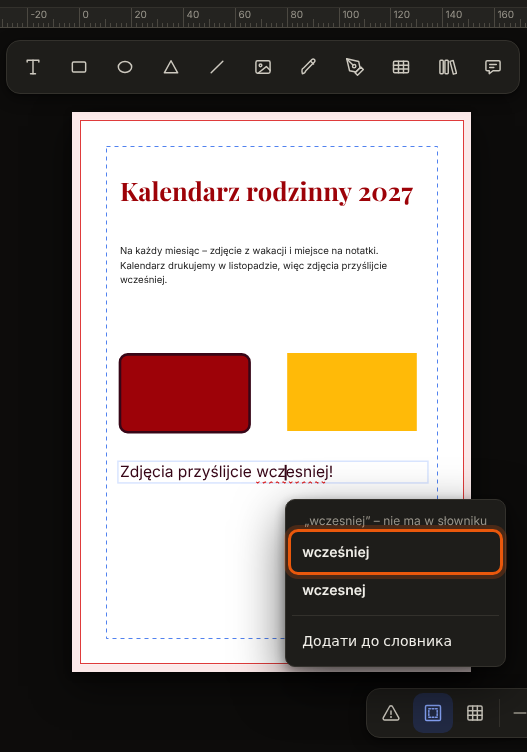 -20 0 20 40 60 80 100 120 140 160
Kalendarz rodzinny 2027
Na każdy miesiąc – zdjęcie z wakacji i miejsce na notatki.
Kalendarz drukujemy w listopadzie, więc zdjęcia przyślijcie
wcześniej.
Zdjęcia przyślijcie wczesniej!
„wczesniej” – nie ma w słowniku
wcześniej
wczesnej
Додати до словника